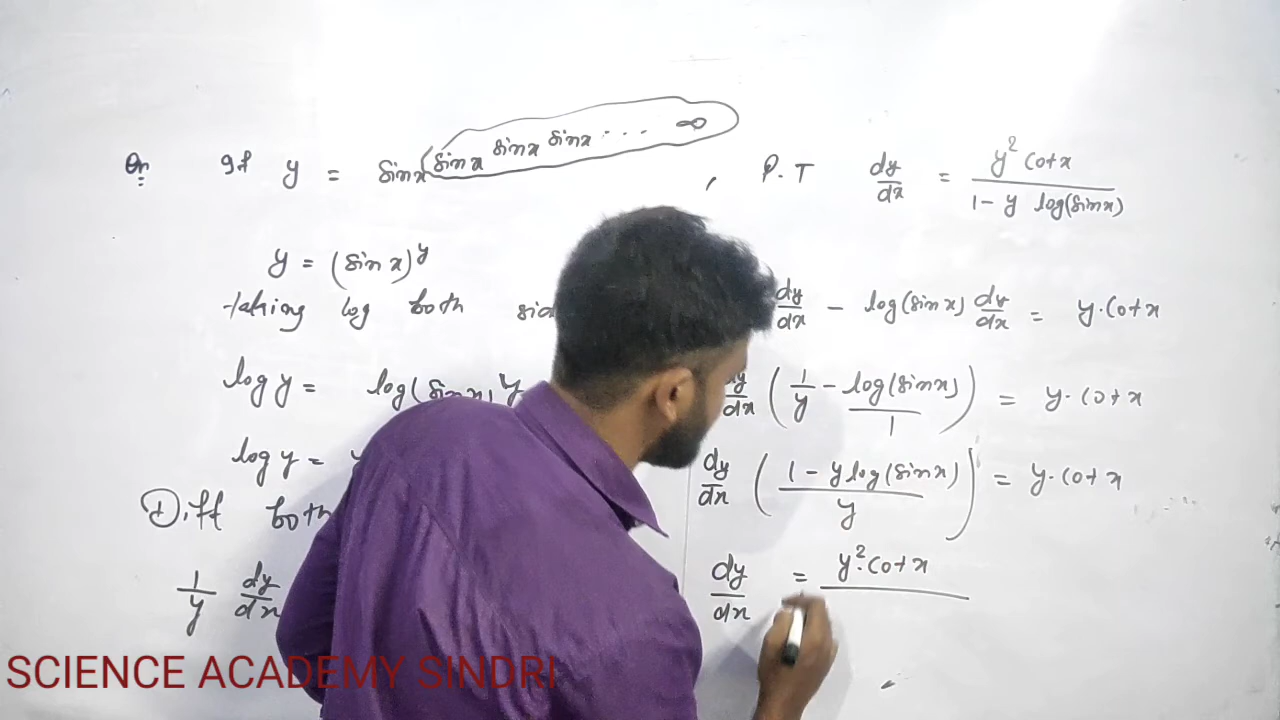 Qn If y = sinx^sinx^sinx^sinx....∞ , P.T dy/dx = y² cotx / 1 - y log(sinx)
y = (sin x)^y
taking log both sid
log y = log(sinx)^y
log y = y
Diff both
1/y dy/dx
dy/dx - log(sinx) dy/dx = y.cotx
dy/dx (1/y - log(sinx)/1) = y.cotx
dy/dx (1 - y log(sinx) / y) = y.cotx
dy/dx = y².cotx
SCIENCE ACADEMY SINDRI